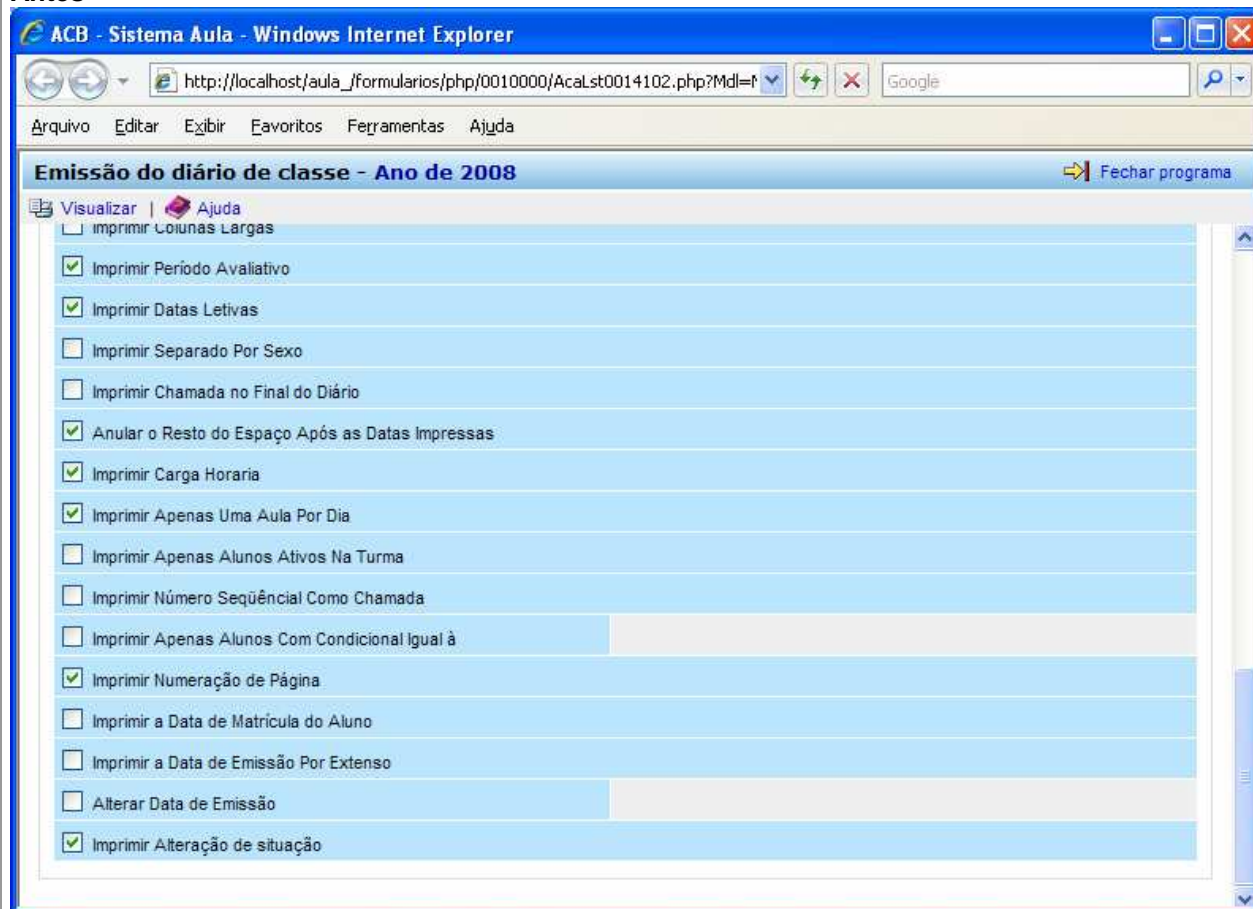 Antes
ACB - Sistema Aula - Windows Internet Explorer
http://localhost/aula_/formularios/php/0010000/AcaLst0014102.php?Mdl=
Google
Arquivo Editar Exibir Favoritos Ferramentas Ajuda
Emissão do diário de classe - Ano de 2008 Fechar programa
Visualizar | Ajuda
Imprimir Colunas Largas
Imprimir Período Avaliativo
Imprimir Datas Letivas
Imprimir Separado Por Sexo
Imprimir Chamada no Final do Diário
Anular o Resto do Espaço Após as Datas Impressas
Imprimir Carga Horaria
Imprimir Apenas Uma Aula Por Dia
Imprimir Apenas Alunos Ativos Na Turma
Imprimir Número Seqüêncial Como Chamada
Imprimir Apenas Alunos Com Condicional Igual à
Imprimir Numeração de Página
Imprimir a Data de Matrícula do Aluno
Imprimir a Data de Emissão Por Extenso
Alterar Data de Emissão
Imprimir Alteração de situação